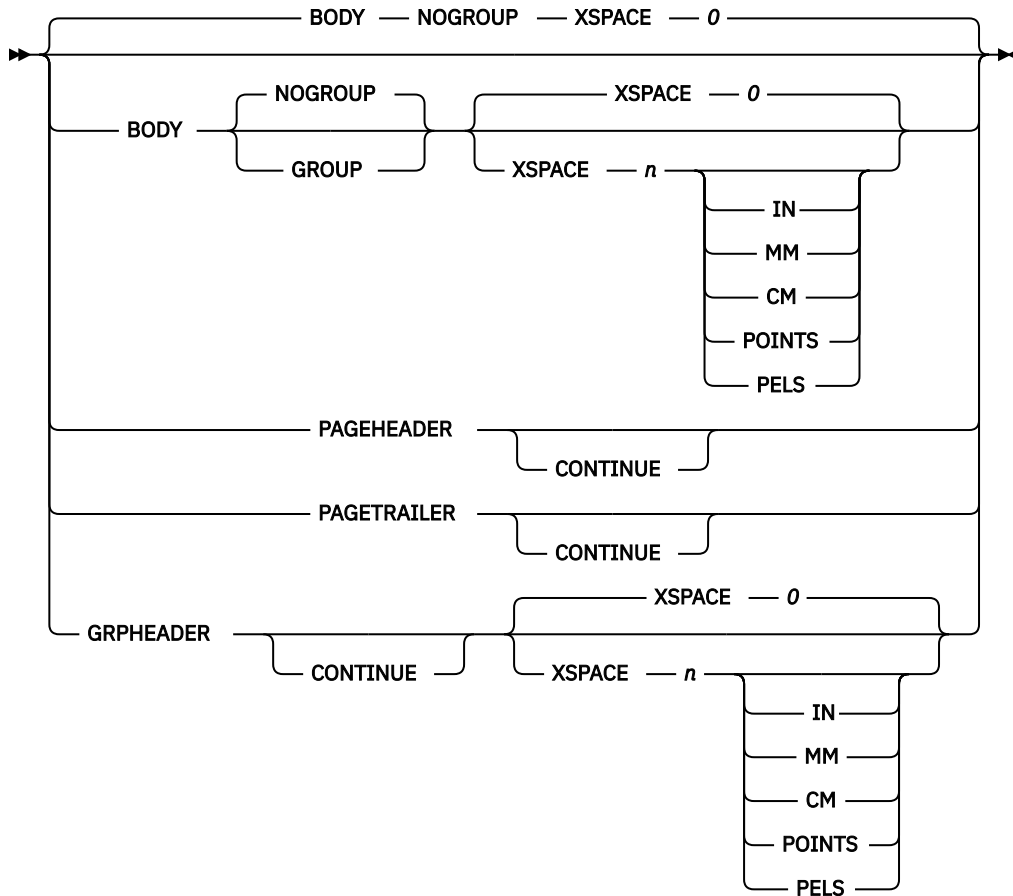 BODY NOGROUP XSPACE 0
NOGROUP XSPACE 0
BODY
GROUP XSPACE n
IN
MM
CM
POINTS
PELS
PAGEHEADER
CONTINUE
PAGETRAILER
CONTINUE
XSPACE 0
GRPHEADER
CONTINUE XSPACE n
IN
MM
CM
POINTS
PELS